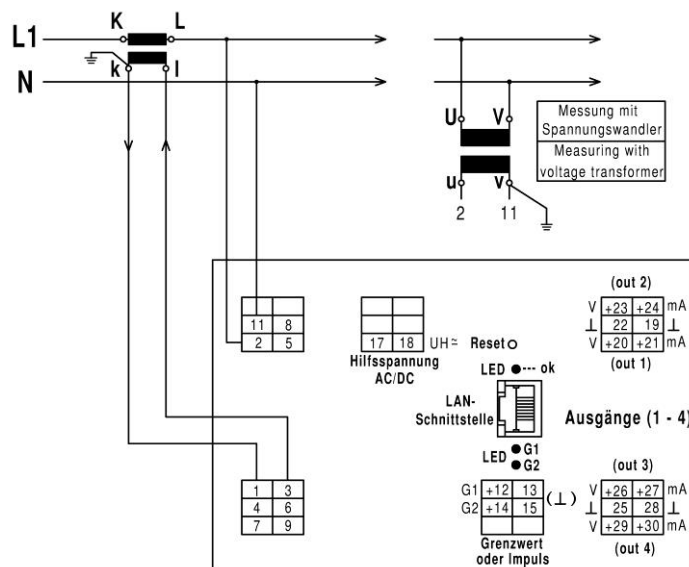 K L
L1
k l
N
U V
Messung mit
Spannungswandler
Measuring with
voltage transformer
u v
2 11
11 8
2 5
17 18 UH≂
Hilfsspannung
AC/DC
Reset
LED --- ok
LAN-
Schnittstelle
LED G1
G2
(out 2)
V +23 +24 mA
⊥ 22 19 ⊥
V +20 +21 mA
(out 1)
Ausgänge (1 - 4)
1 3
4 6
7 9
G1 +12 13
G2 +14 15
(⊥)
Grenzwert
oder Impuls
(out 3)
V +26 +27 mA
⊥ 25 28 ⊥
V +29 +30 mA
(out 4)